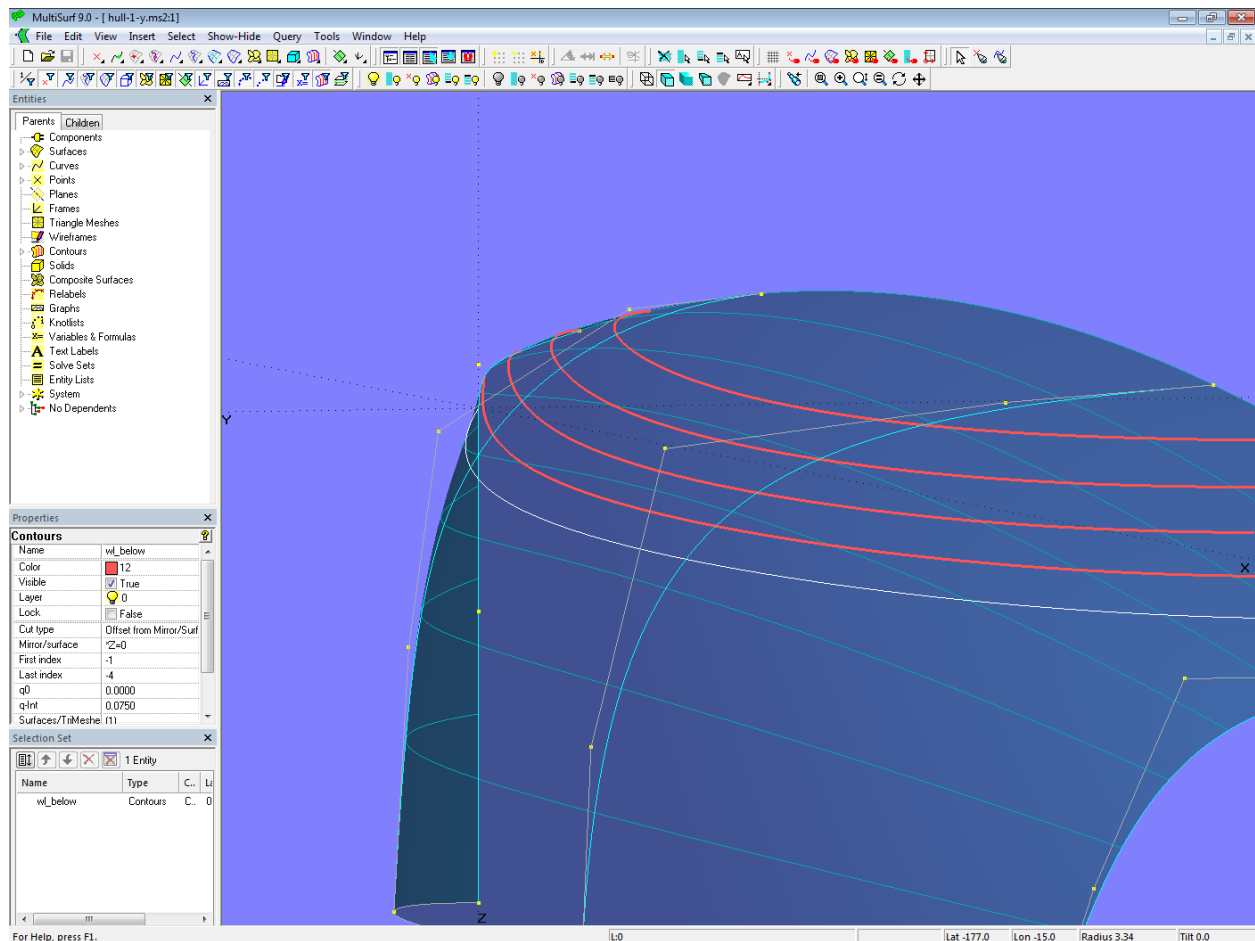 MultiSurf 9.0 - [ hull-1-y.ms2:1]
File Edit View Insert Select Show-Hide Query Tools Window Help
Entities
Parents Children
Components
Surfaces
Curves
Points
Planes
Frames
Triangle Meshes
Wireframes
Contours
Solids
Composite Surfaces
Relabels
Graphs
Knotlists
Variables & Formulas
Text Labels
Solve Sets
Entity Lists
System
No Dependents
Properties
Contours
Name wl_below
Color 12
Visible True
Layer 0
Lock False
Cut type Offset from Mirror/Surf
Mirror/surface *Z=0
First index -1
Last index -4
q0 0.0000
q-Int 0.0750
Surfaces/TriMeshe (1)
Selection Set
1 Entity
Name Type C.. La
wl_below Contours C.. 0
Y
X
Z
For Help, press F1.
L:0
Lat -177.0 Lon -15.0 Radius 3.34 Tilt 0.0